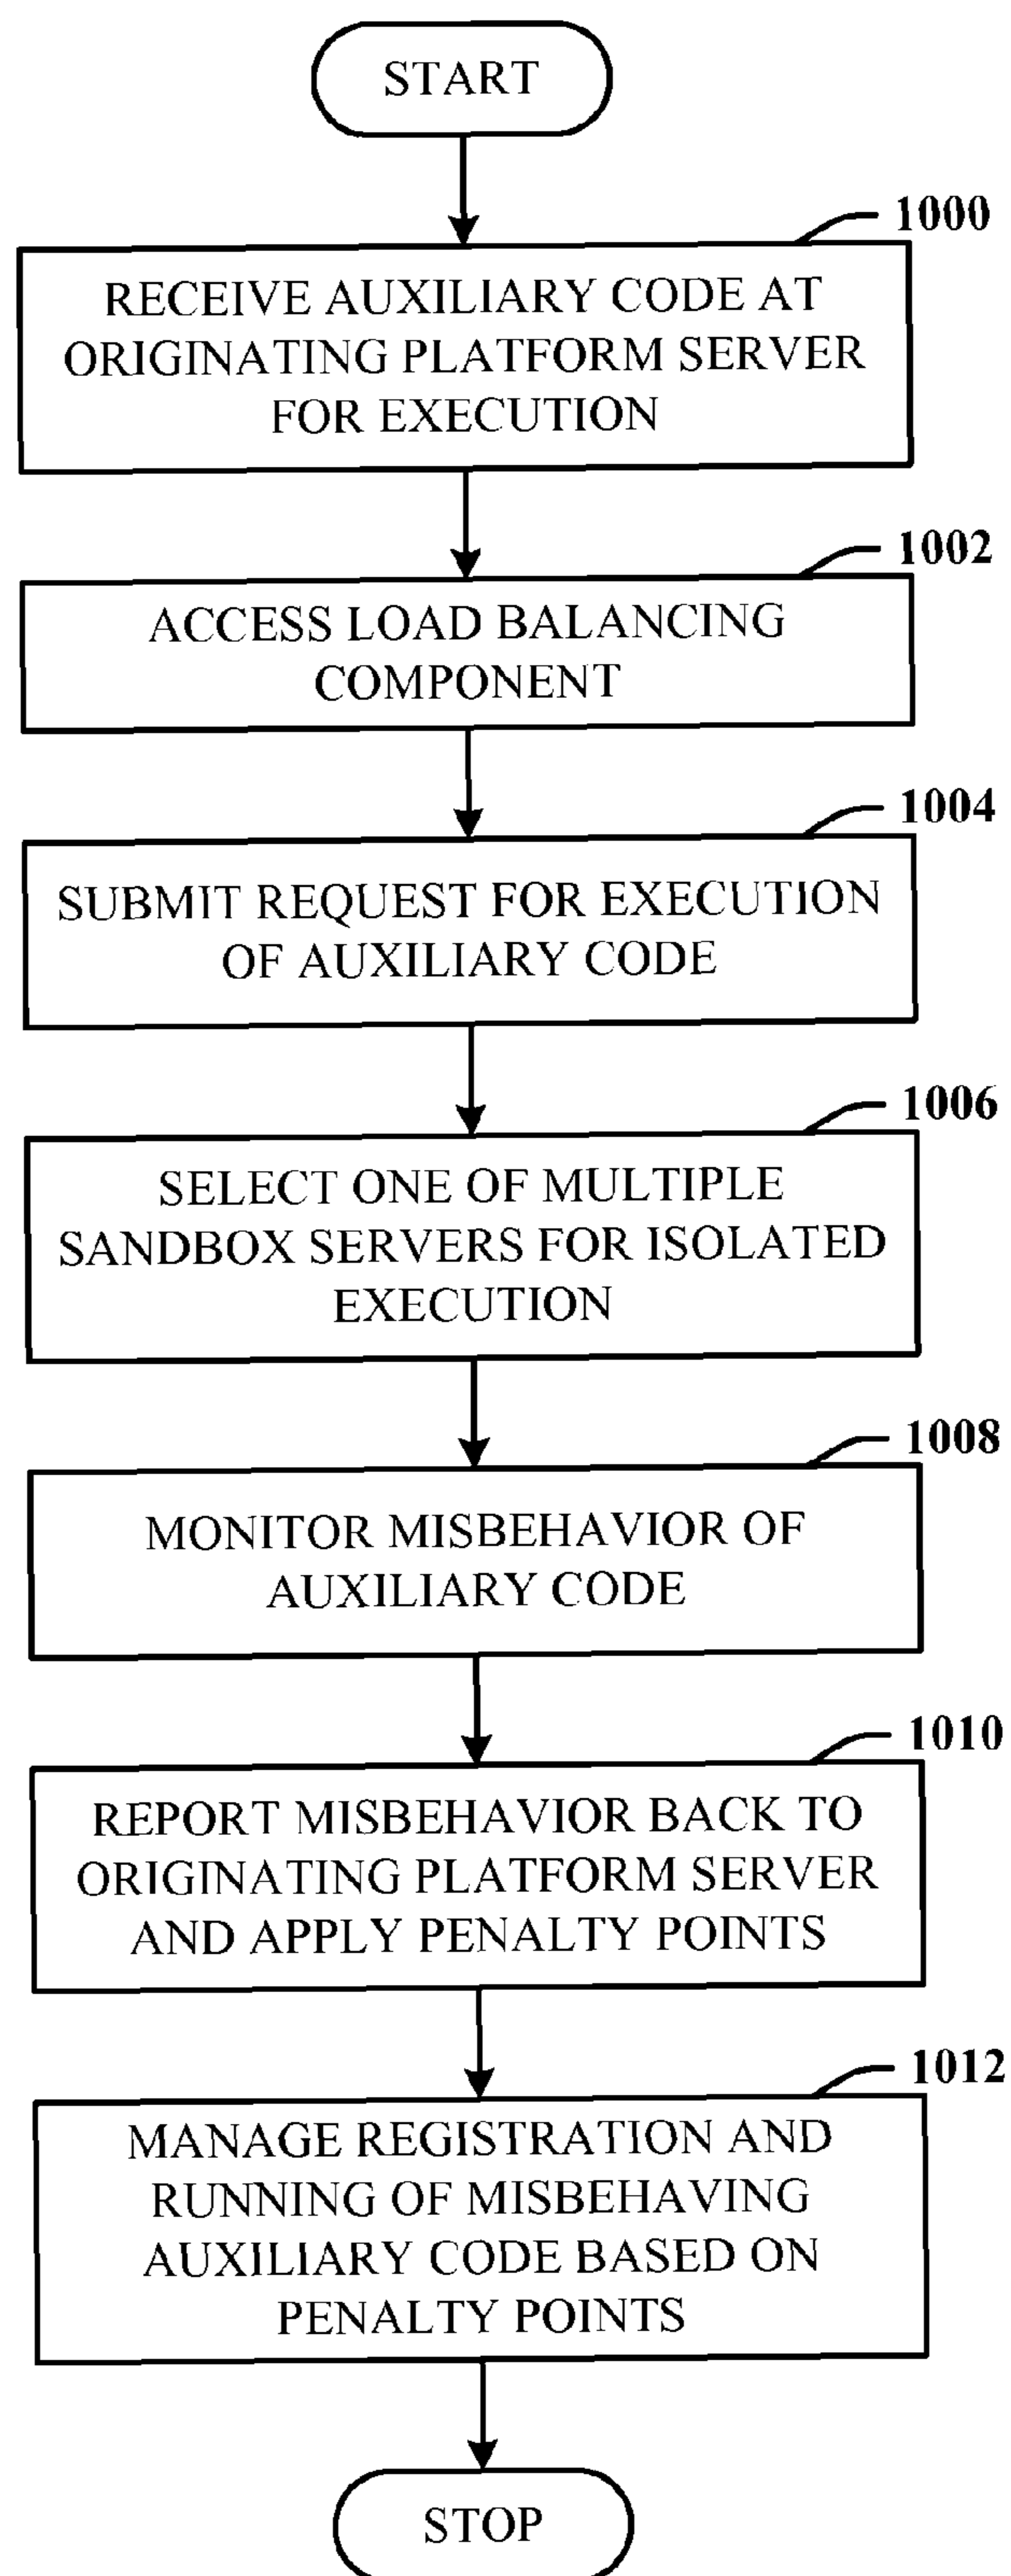 START
1000
RECEIVE AUXILIARY CODE AT
ORIGINATING PLATFORM SERVER
FOR EXECUTION
1002
ACCESS LOAD BALANCING
COMPONENT
1004
SUBMIT REQUEST FOR EXECUTION
OF AUXILIARY CODE
1006
SELECT ONE OF MULTIPLE
SANDBOX SERVERS FOR ISOLATED
EXECUTION
1008
MONITOR MISBEHAVIOR OF
AUXILIARY CODE
1010
REPORT MISBEHAVIOR BACK TO
ORIGINATING PLATFORM SERVER
AND APPLY PENALTY POINTS
1012
MANAGE REGISTRATION AND
RUNNING OF MISBEHAVING
AUXILIARY CODE BASED ON
PENALTY POINTS
STOP